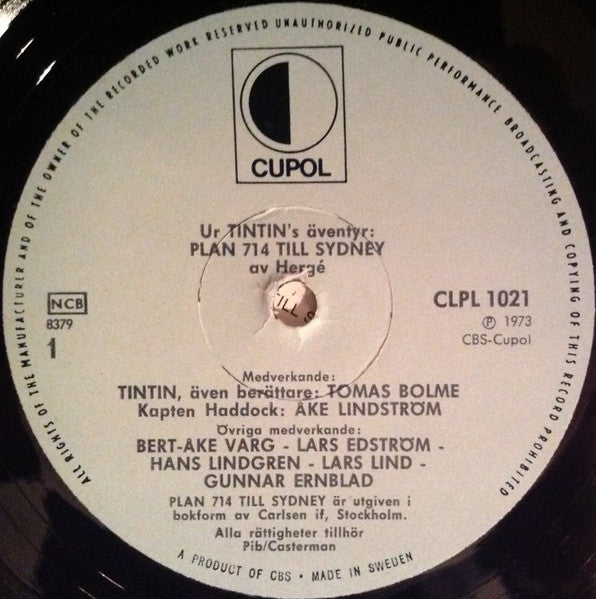 ALL RIGHTS OF THE MANUFACTURER AND OF THE OWNER OF THE RECORDED WORK RESERVED UNAUTHORIZED PUBLIC PERFORMANCE BROADCASTING AND COPYING OF THIS RECORD PROHIBITED
CUPOL
Ur TINTIN's äventyr:
PLAN 714 TILL SYDNEY
av Hergé
NCB
8379
1
CLPL 1021
℗ 1973
CBS-Cupol
TILL S
Medverkande:
TINTIN, även berättare: TOMAS BOLME
Kapten Haddock: ÅKE LINDSTRÖM
Övriga medverkande:
BERT-ÅKE VARG - LARS EDSTRÖM -
HANS LINDGREN - LARS LIND -
GUNNAR ERNBLAD
PLAN 714 TILL SYDNEY är utgiven i
bokform av Carlsen if, Stockholm.
Alla rättigheter tillhör
Pib/Casterman
A PRODUCT OF CBS • MADE IN SWEDEN